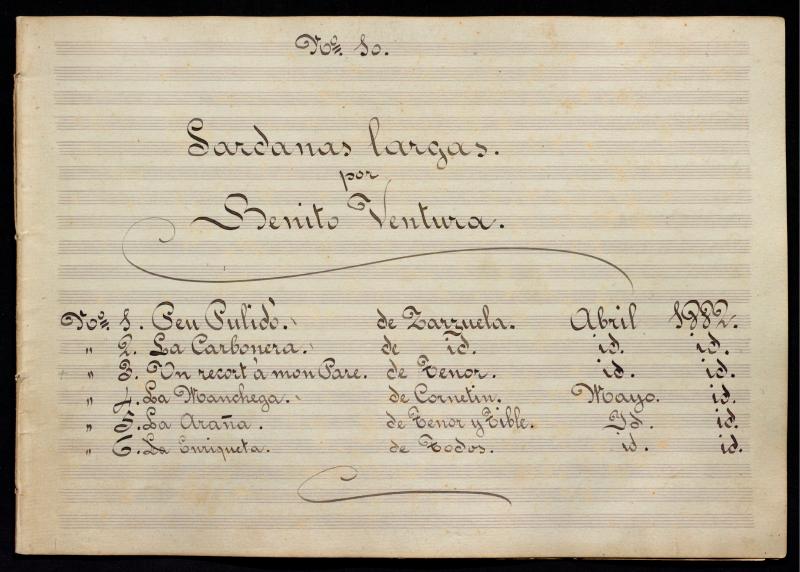 Nº. 10.
Sardanas largas.
por
Benito Ventura.
Nº. 1. Peu Pulidó. de Zarzuela. Abril 1882.
„ 2. La Carbonera. de id. id. id.
„ 3. Un recort à mon Pare. de Tenor. id. id.
„ 4. La Manchega. de Cornetin. Mayo. id.
„ 5. La Araña. de Tenor y Tible. Id. id.
„ 6. La Enriqueta. de Todos. id. id.